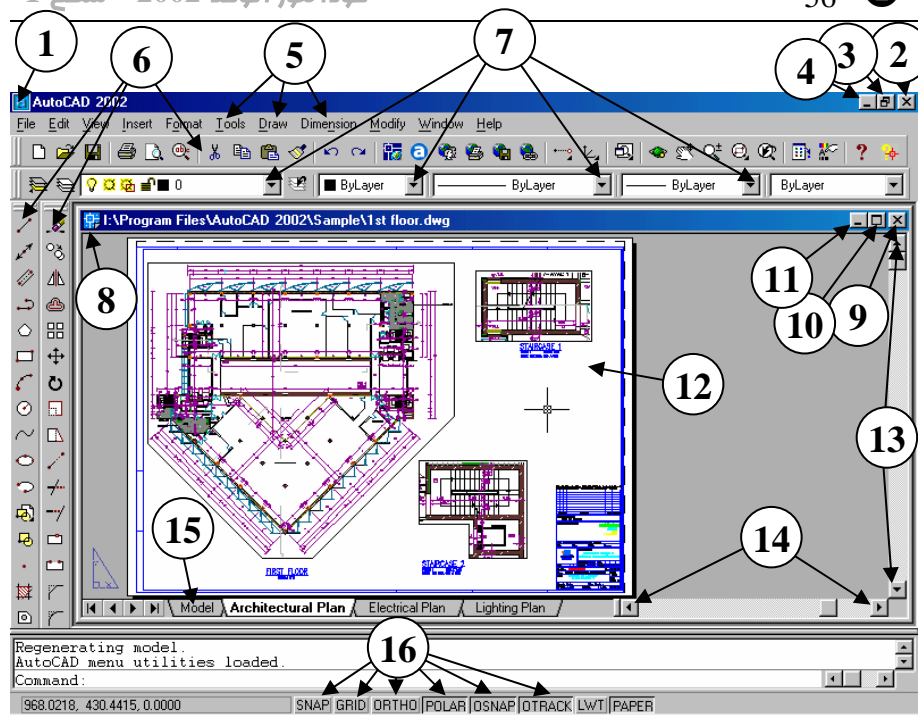 2002
56
1
6
5
7
4
3
2
AutoCAD 2002
File Edit View Insert Format Tools Draw Dimension Modify Window Help
0
ByLayer
ByLayer
ByLayer
ByLayer
I:\Program Files\AutoCAD 2002\Sample\1st floor.dwg
8
11
10
9
12
13
STAIRCASE 1
STAIRCASE 2
FIRST FLOOR
15
14
Model Architectural Plan Electrical Plan Lighting Plan
Regenerating model.
AutoCAD menu utilities loaded.
Command:
16
968.0218, 430.4415, 0.0000 SNAP GRID ORTHO POLAR OSNAP OTRACK LWT PAPER